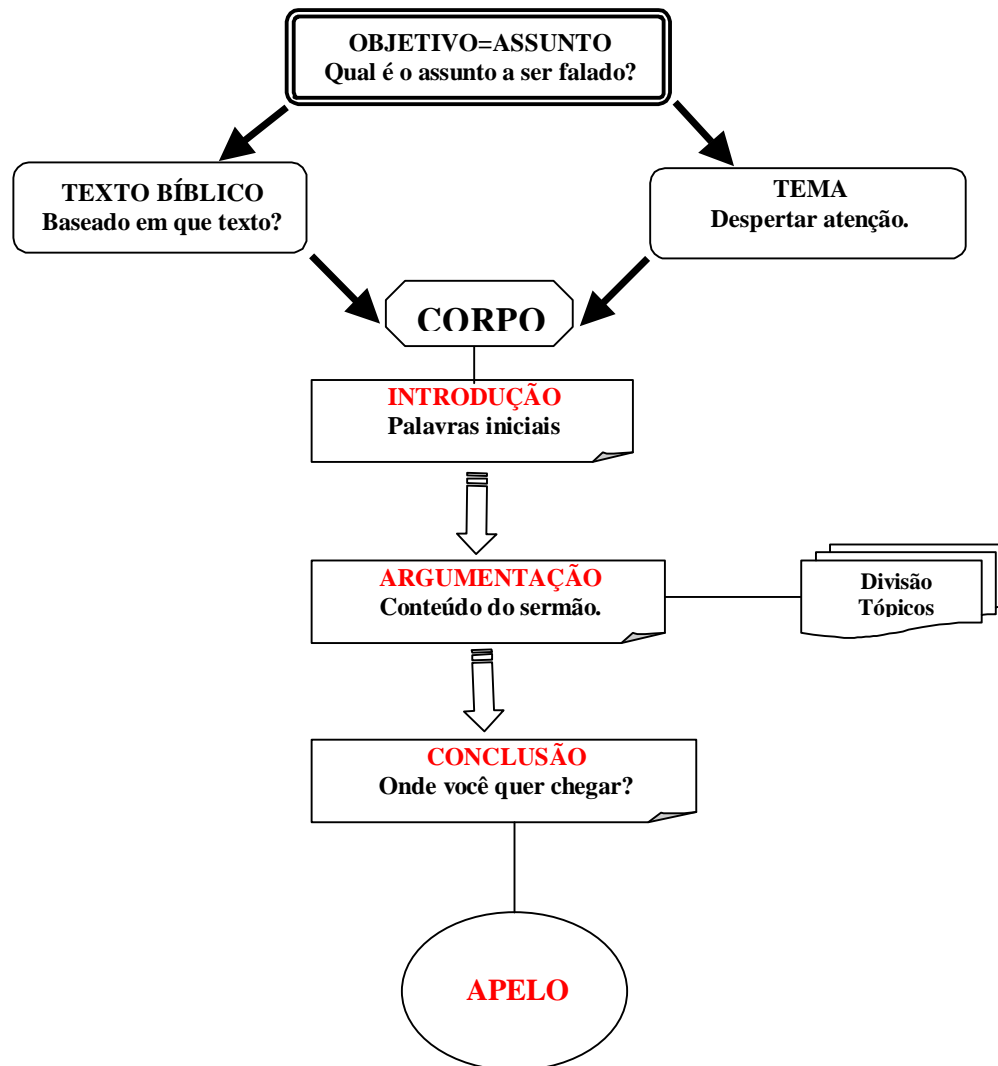 OBJETIVO=ASSUNTO
Qual é o assunto a ser falado?
TEXTO BÍBLICO
Baseado em que texto?
TEMA
Despertar atenção.
CORPO
INTRODUÇÃO
Palavras iniciais
ARGUMENTAÇÃO
Conteúdo do sermão.
Divisão
Tópicos
CONCLUSÃO
Onde você quer chegar?
APELO